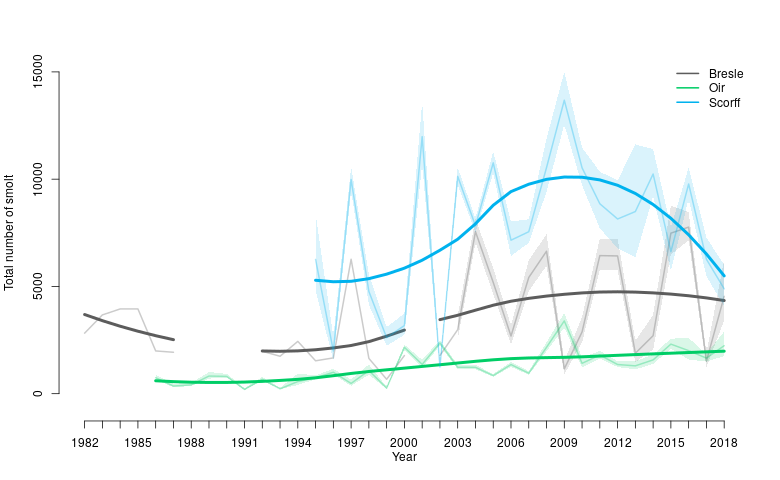 15000
10000
5000
0
Total number of smolt
Bresle
Oir
Scorff
1982 1985 1988 1991 1994 1997 2000 2003 2006 2009 2012 2015 2018
Year